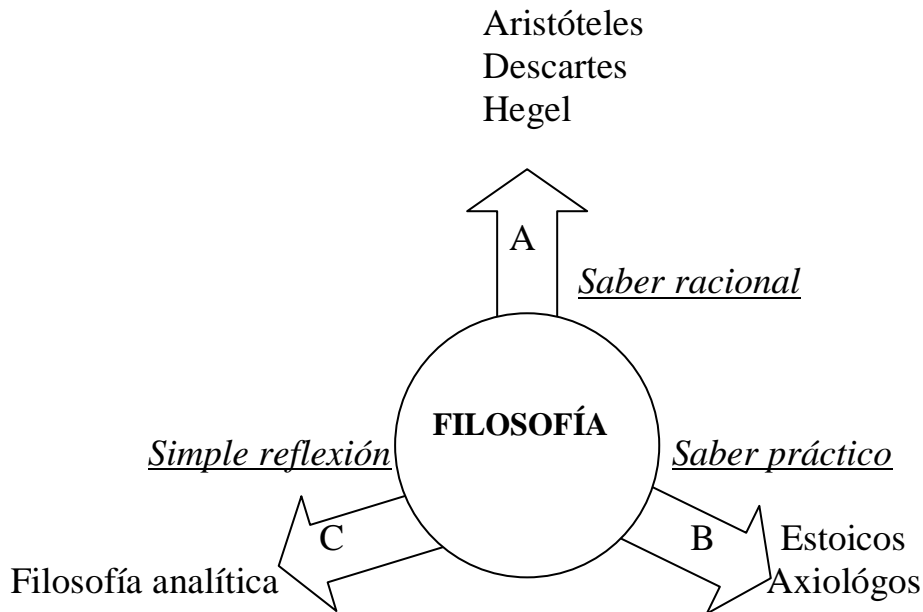 Aristóteles
Descartes
Hegel
A
Saber racional
FILOSOFÍA
Simple reflexión
Saber práctico
C
B
Estoicos
Filosofía analítica
Axiológos